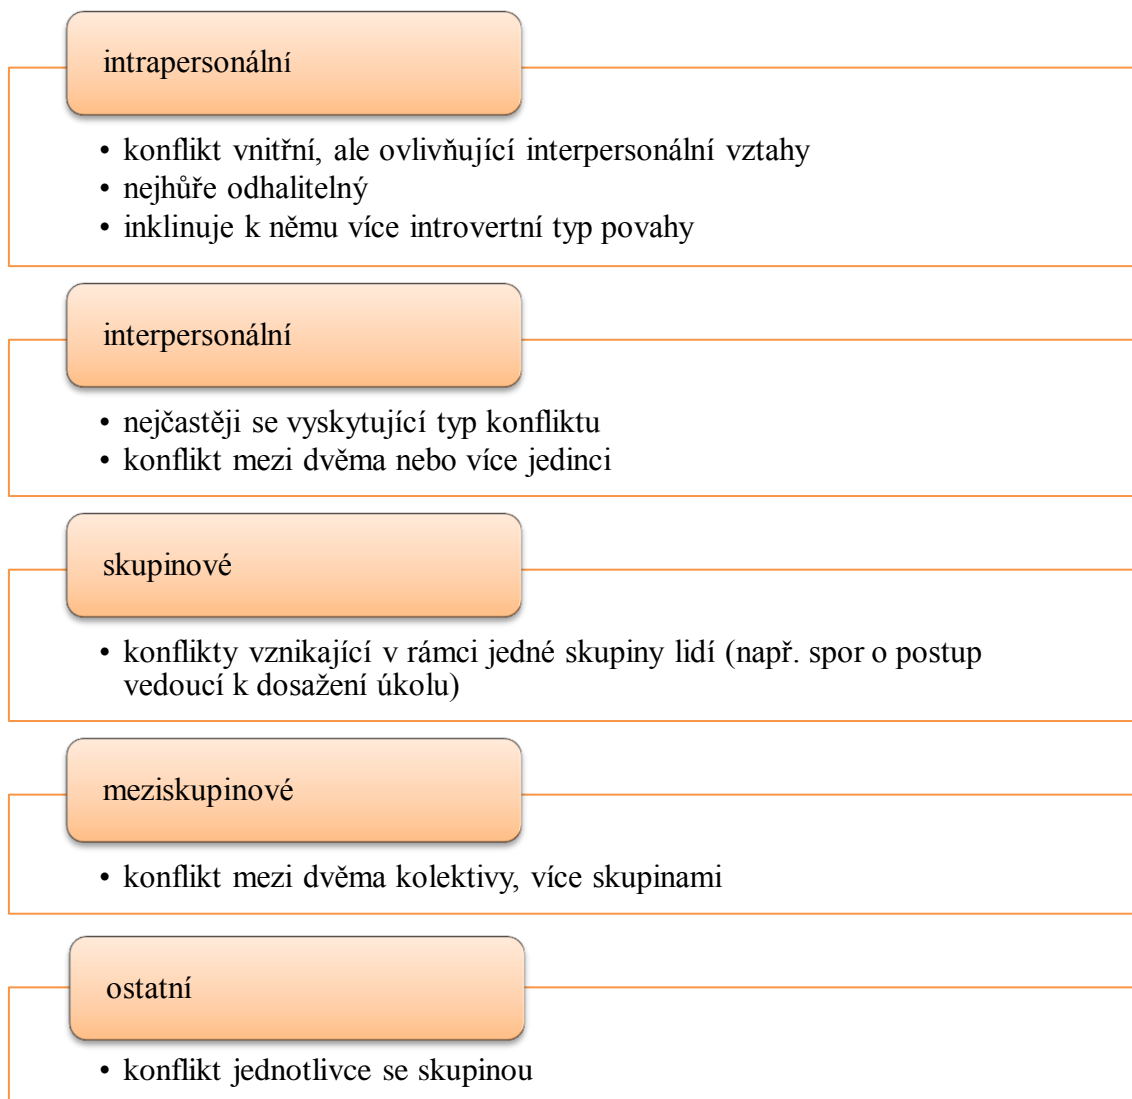 intrapersonální
• konflikt vnitřní, ale ovlivňující interpersonální vztahy
• nejhůře odhalitelný
• inklinuje k němu více introvertní typ povahy
interpersonální
• nejčastěji se vyskytující typ konfliktu
• konflikt mezi dvěma nebo více jedinci
skupinové
• konflikty vznikající v rámci jedné skupiny lidí (např. spor o postup
vedoucí k dosažení úkolu)
meziskupinové
• konflikt mezi dvěma kolektivy, více skupinami
ostatní
• konflikt jednotlivce se skupinou